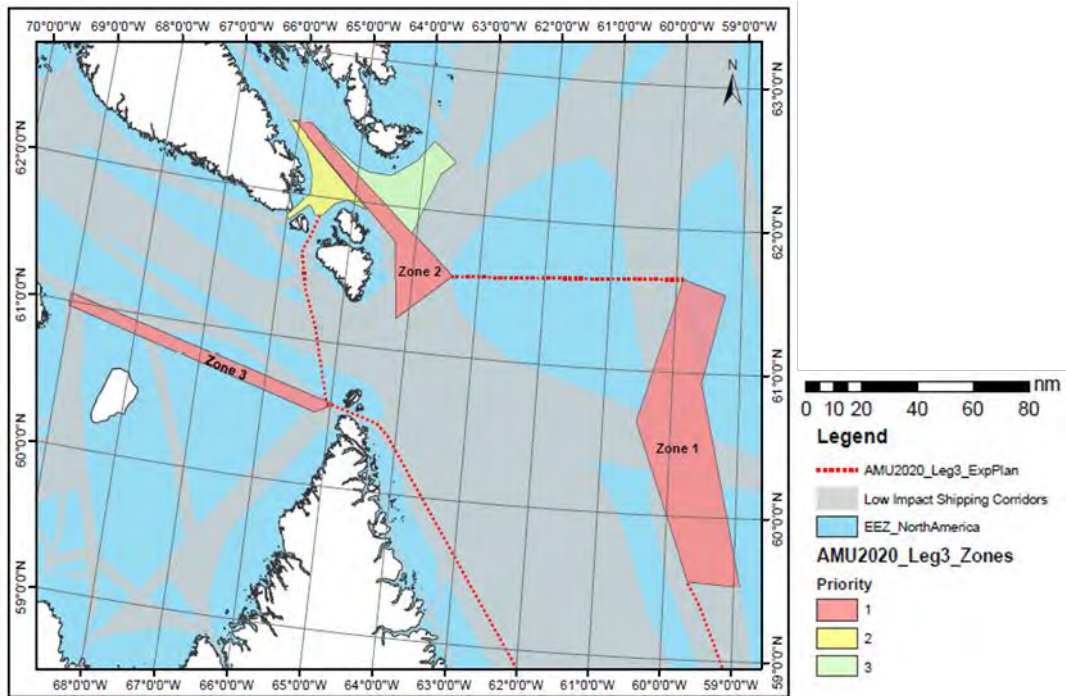 70°0'0"W 69°0'0"W 68°0'0"W 67°0'0"W 66°0'0"W 65°0'0"W 64°0'0"W 63°0'0"W 62°0'0"W 61°0'0"W 60°0'0"W 59°0'0"W
N
63°0'0"N
62°0'0"N
62°0'0"N
61°0'0"N
61°0'0"N
60°0'0"N
60°0'0"N
59°0'0"N
59°0'0"N
Zone 2
Zone 3
Zone 1
68°0'0"W 67°0'0"W 66°0'0"W 65°0'0"W 64°0'0"W 63°0'0"W 62°0'0"W 61°0'0"W 60°0'0"W 59°0'0"W
nm
0 10 20 40 60 80
Legend
AMU2020_Leg3_ExpPlan
Low Impact Shipping Corridors
EEZ_NorthAmerica
AMU2020_Leg3_Zones
Priority
1
2
3